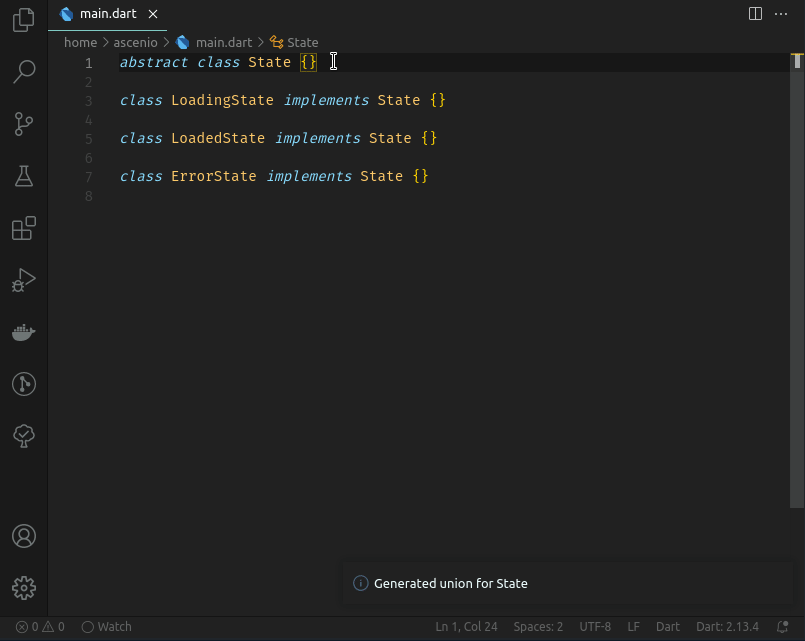 main.dart
home > ascenio > main.dart > State
1 abstract class State {}
2
3 class LoadingState implements State {}
4
5 class LoadedState implements State {}
6
7 class ErrorState implements State {}
8
Generated union for State
0 0 Watch Ln 1, Col 24 Spaces: 2 UTF-8 LF Dart Dart: 2.13.4